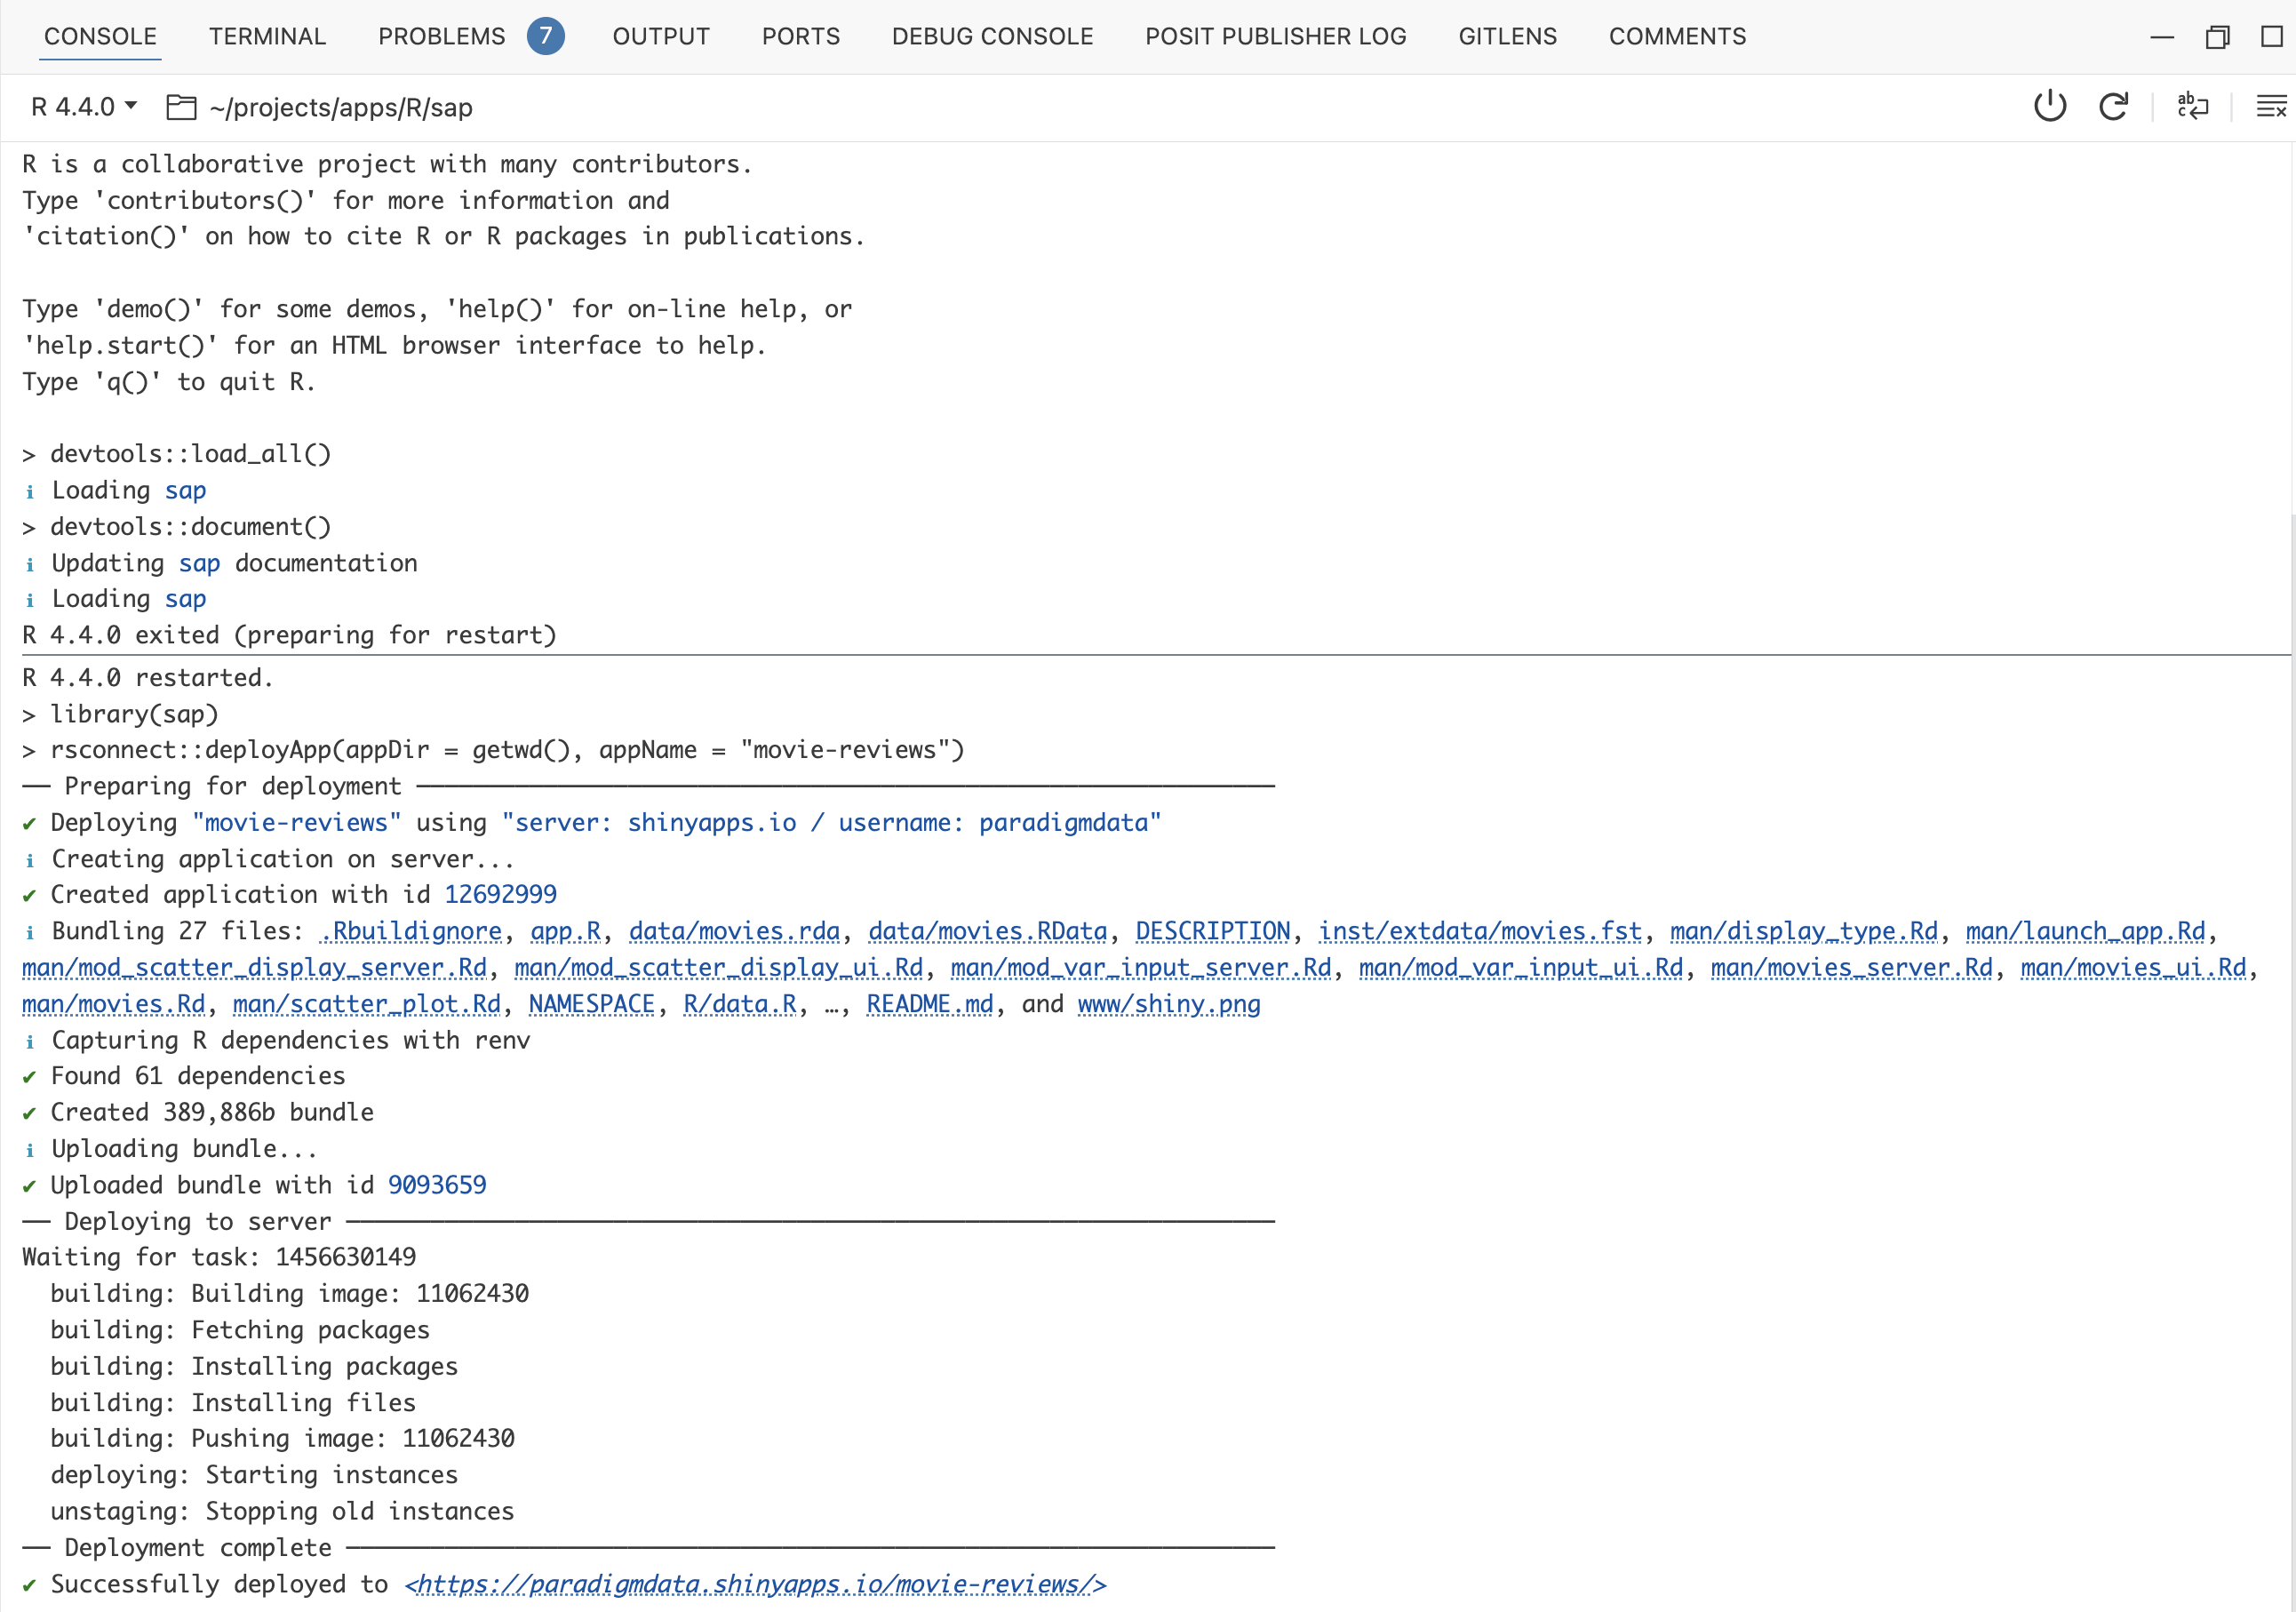 CONSOLE TERMINAL PROBLEMS 7 OUTPUT PORTS DEBUG CONSOLE POSIT PUBLISHER LOG GITLENS COMMENTS
R 4.4.0 ~/projects/apps/R/sap
R is a collaborative project with many contributors.
Type 'contributors()' for more information and
'citation()' on how to cite R or R packages in publications.
Type 'demo()' for some demos, 'help()' for on-line help, or
'help.start()' for an HTML browser interface to help.
Type 'q()' to quit R.
> devtools::load_all()
ℹ Loading sap
> devtools::document()
ℹ Updating sap documentation
ℹ Loading sap
R 4.4.0 exited (preparing for restart)
R 4.4.0 restarted.
> library(sap)
> rsconnect::deployApp(appDir = getwd(), appName = "movie-reviews")
── Preparing for deployment ──
✔ Deploying "movie-reviews" using "server: shinyapps.io / username: paradigmdata"
ℹ Creating application on server...
✔ Created application with id 12692999
ℹ Bundling 27 files: .Rbuildignore, app.R, data/movies.rda, data/movies.RData, DESCRIPTION, inst/extdata/movies.fst, man/display_type.Rd, man/launch_app.Rd,
man/mod_scatter_display_server.Rd, man/mod_scatter_display_ui.Rd, man/mod_var_input_server.Rd, man/mod_var_input_ui.Rd, man/movies_server.Rd, man/movies_ui.Rd,
man/movies.Rd, man/scatter_plot.Rd, NAMESPACE, R/data.R, …, README.md, and www/shiny.png
ℹ Capturing R dependencies with renv
✔ Found 61 dependencies
✔ Created 389,886b bundle
ℹ Uploading bundle...
✔ Uploaded bundle with id 9093659
── Deploying to server ──
Waiting for task: 1456630149
building: Building image: 11062430
building: Fetching packages
building: Installing packages
building: Installing files
building: Pushing image: 11062430
deploying: Starting instances
unstaging: Stopping old instances
── Deployment complete ──
✔ Successfully deployed to <https://paradigmdata.shinyapps.io/movie-reviews/>